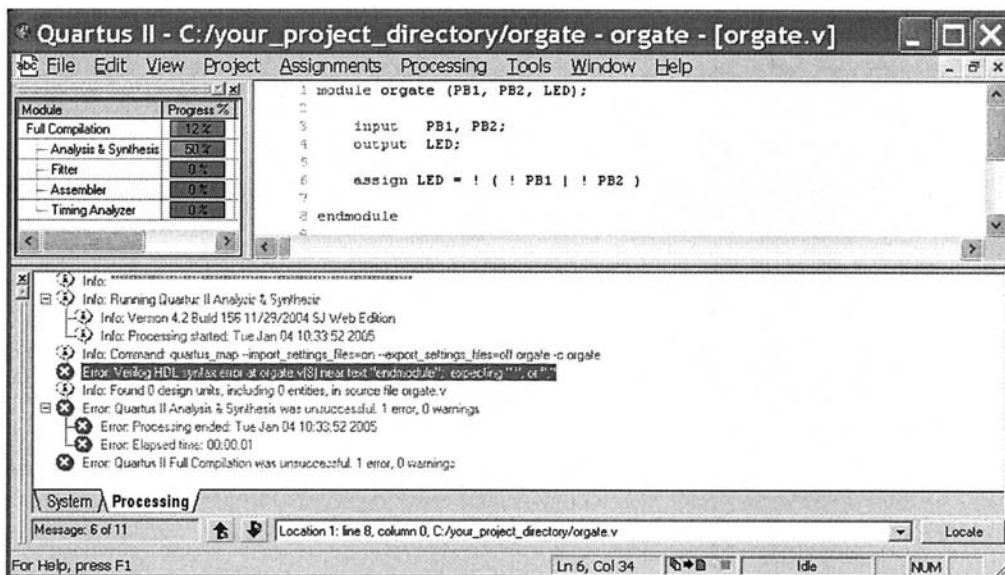 Quartus II - C:/your_project_directory/orgate - orgate - [orgate.v]
abc File Edit View Project Assignments Processing Tools Window Help
Module Progress %
Full Compilation 12 %
Analysis & Synthesis 50 %
Fitter 0 %
Assembler 0 %
Timing Analyzer 0 %
1 module orgate (PB1, PB2, LED);
2
3 input PB1, PB2;
4 output LED;
5
6 assign LED = ! ( ! PB1 | ! PB2 )
7
8 endmodule
Info: 
Info: Running Quartus II Analysis & Synthesis
Info: Version 4.2 Build 156 11/29/2004 SJ Web Edition
Info: Processing started: Tue Jan 04 10:33:52 2005
Info: Command: quartus_map --import_settings_files=on --export_settings_files=off orgate -c orgate
Error: Verilog HDL syntax error at orgate.v(8) near text "endmodule"; expecting ";", or ","
Info: Found 0 design units, including 0 entities, in source file orgate.v
Error: Quartus II Analysis & Synthesis was unsuccessful. 1 error, 0 warnings
Error: Processing ended: Tue Jan 04 10:33:52 2005
Error: Elapsed time: 00:00:01
Error: Quartus II Full Compilation was unsuccessful. 1 error, 0 warnings
System Processing
Message: 6 of 11 Location 1: line 8, column 0, C:/your_project_directory/orgate.v Locate
For Help, press F1 Ln 6, Col 34 Idle NUM